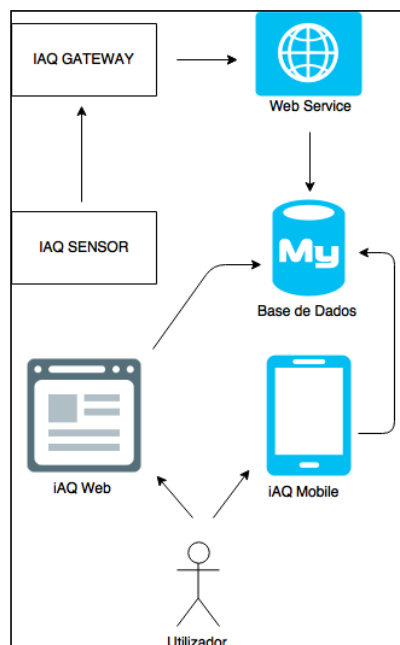 IAQ GATEWAY
Web Service
IAQ SENSOR
My
Base de Dados
iAQ Web
iAQ Mobile
Utilizador